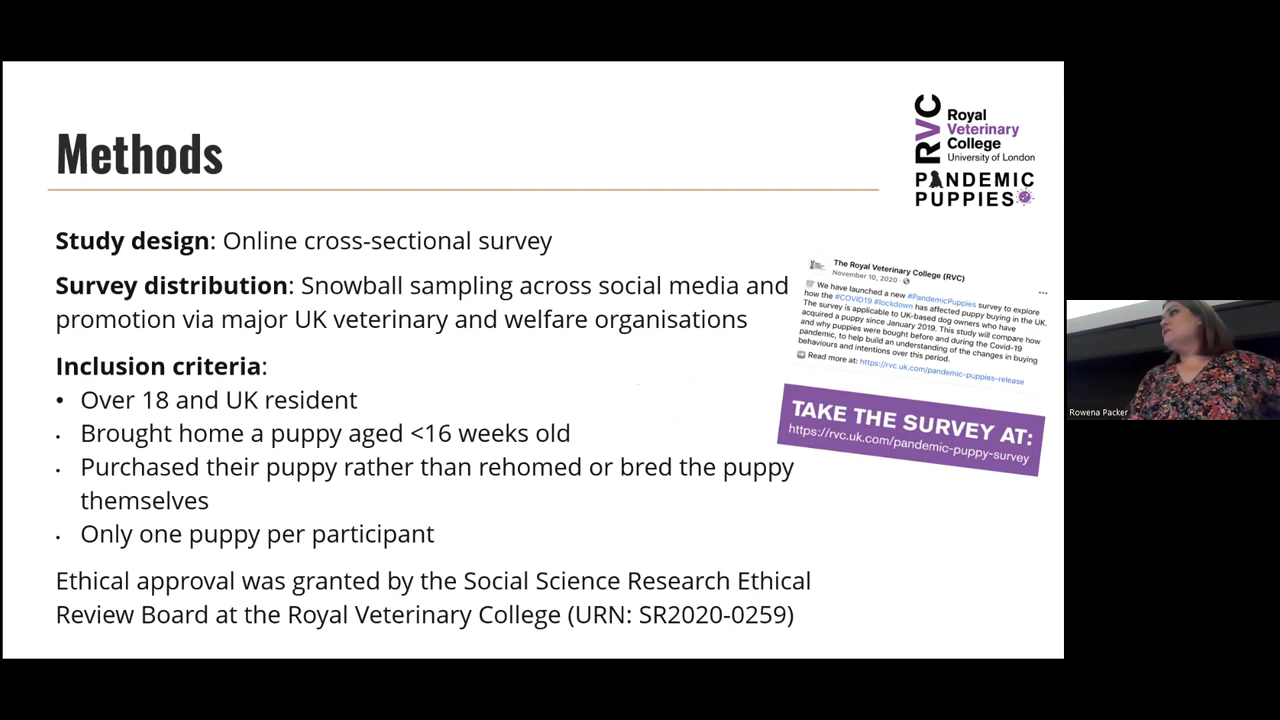 Methods
RVC
Royal
Veterinary
College
University of London
PANDEMIC
PUPPIES
Study design: Online cross-sectional survey
Survey distribution: Snowball sampling across social media and
promotion via major UK veterinary and welfare organisations
Inclusion criteria:
• Over 18 and UK resident
• Brought home a puppy aged <16 weeks old
• Purchased their puppy rather than rehomed or bred the puppy
themselves
• Only one puppy per participant
Ethical approval was granted by the Social Science Research Ethical
Review Board at the Royal Veterinary College (URN: SR2020-0259)
The Royal Veterinary College (RVC)
November 10, 2020
We have launched a new #PandemicPuppies survey to explore
how the #COVID19 #lockdown has affected puppy buying in the UK.
The survey is applicable to UK-based dog owners who have
acquired a puppy since January 2019. This study will compare how
and why puppies were bought before and during the Covid-19
pandemic, to help build an understanding of the changes in buying
behaviours and intentions over this period.
Read more at: https://rvc.uk.com/pandemic-puppies-release
TAKE THE SURVEY AT:
https://rvc.uk.com/pandemic-puppy-survey
Rowena Packer